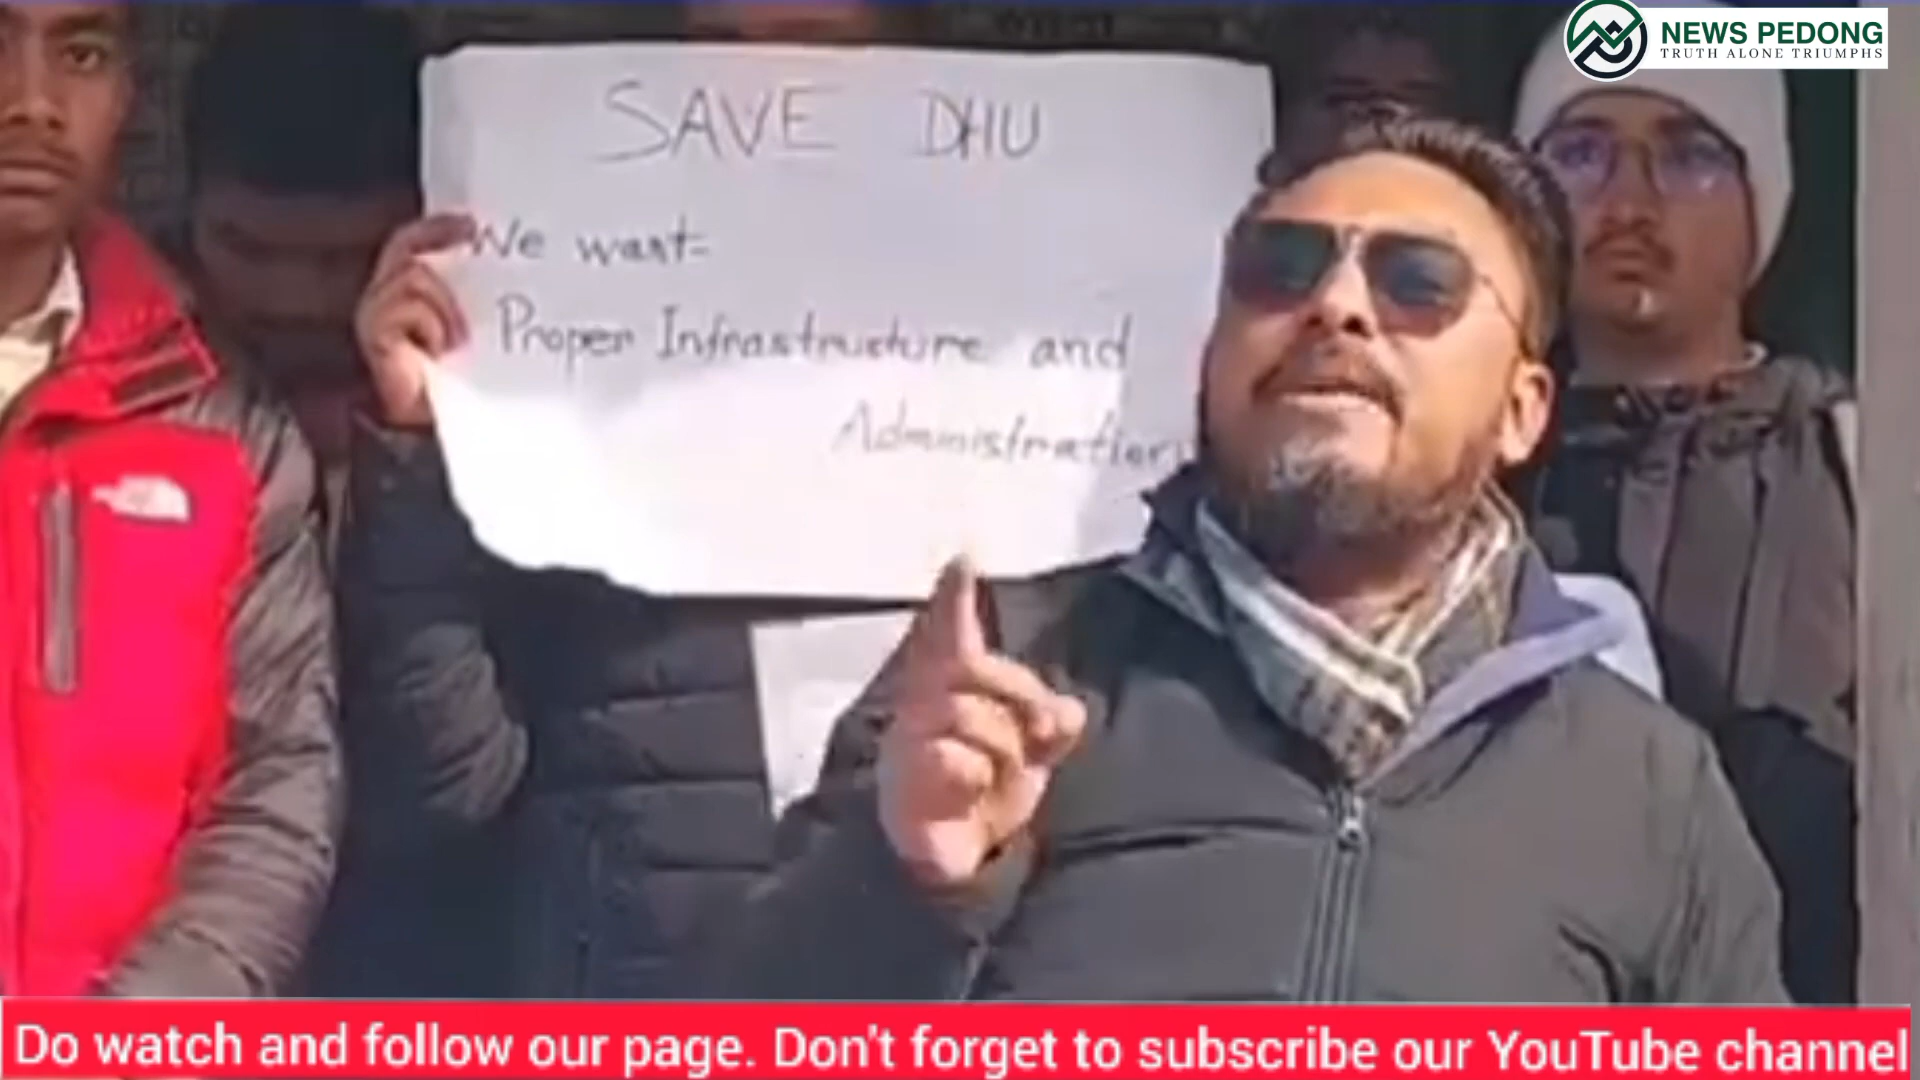 NEWS PEDONG
TRUTH ALONE TRIUMPHS
SAVE DHU
We want-
Proper Infrastructure and
Administration
Do watch and follow our page. Don't forget to subscribe our YouTube channel